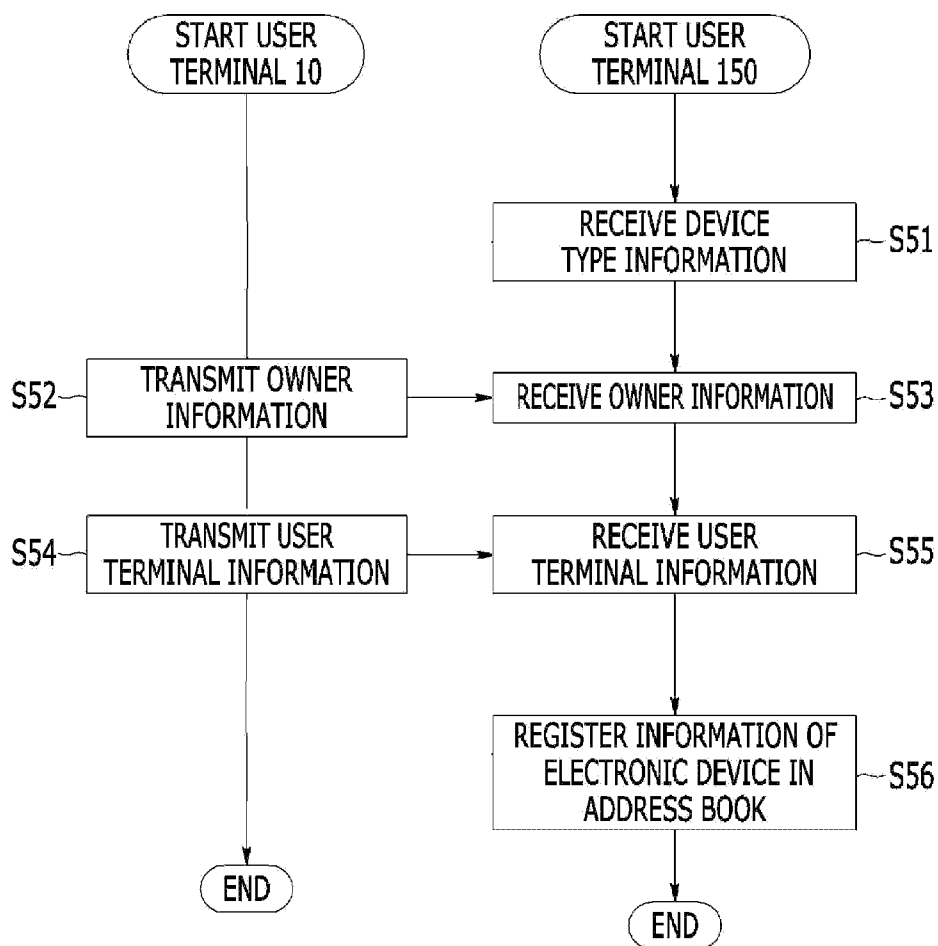 START USER
TERMINAL 10
START USER
TERMINAL 150
RECEIVE DEVICE
TYPE INFORMATION
S51
S52
TRANSMIT OWNER
INFORMATION
RECEIVE OWNER INFORMATION
S53
S54
TRANSMIT USER
TERMINAL INFORMATION
RECEIVE USER
TERMINAL INFORMATION
S55
REGISTER INFORMATION OF
ELECTRONIC DEVICE IN
ADDRESS BOOK
S56
END
END